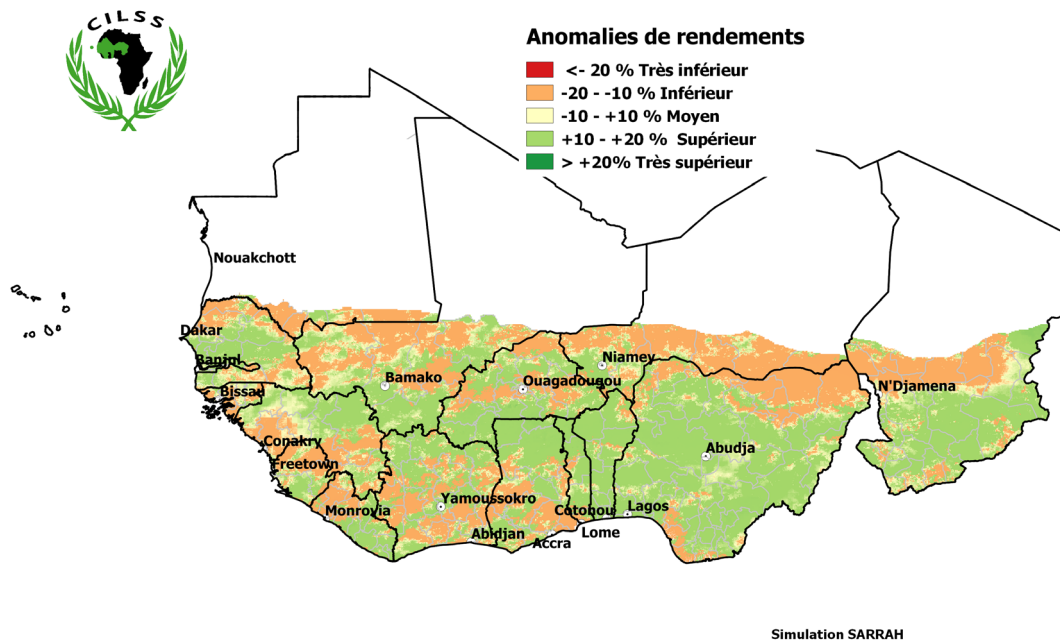 CILSS
Anomalies de rendements
<- 20 % Très inférieur
-20 - -10 % Inférieur
-10 - +10 % Moyen
+10 - +20 % Supérieur
> +20% Très supérieur
Nouakchott
Dakar
Banjul
Niamey
Bamako
Ouagadougou
N'Djamena
Bissau
Conakry
Abudja
Freetown
Yamoussokro
Monrovia
Cotonou
Lagos
Abidjan
Lome
Accra
Simulation SARRAH